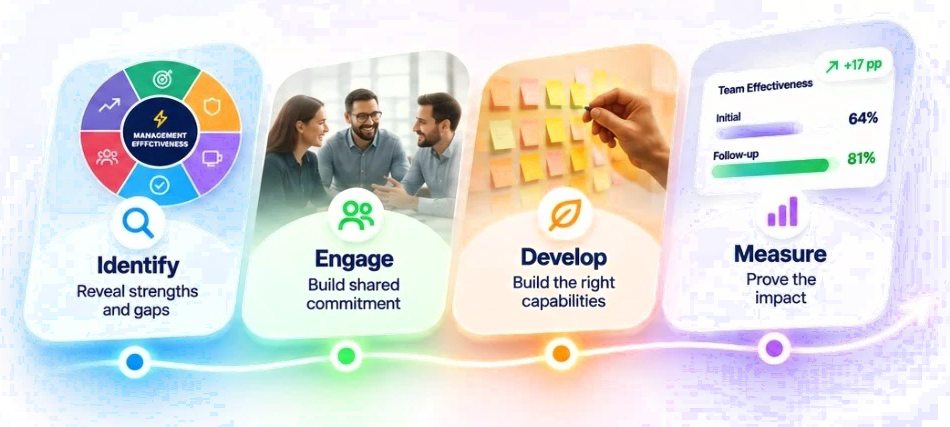 MANAGEMENT
EFFFCTIVENESS
Identify
Reveal strengths
and gaps
Engage
Build shared
commitment
Develop
Build the right
capabilities
+17 pp
Team Effectiveness
Initial 64%
Follow-up 81%
Measure
Prove the
impact